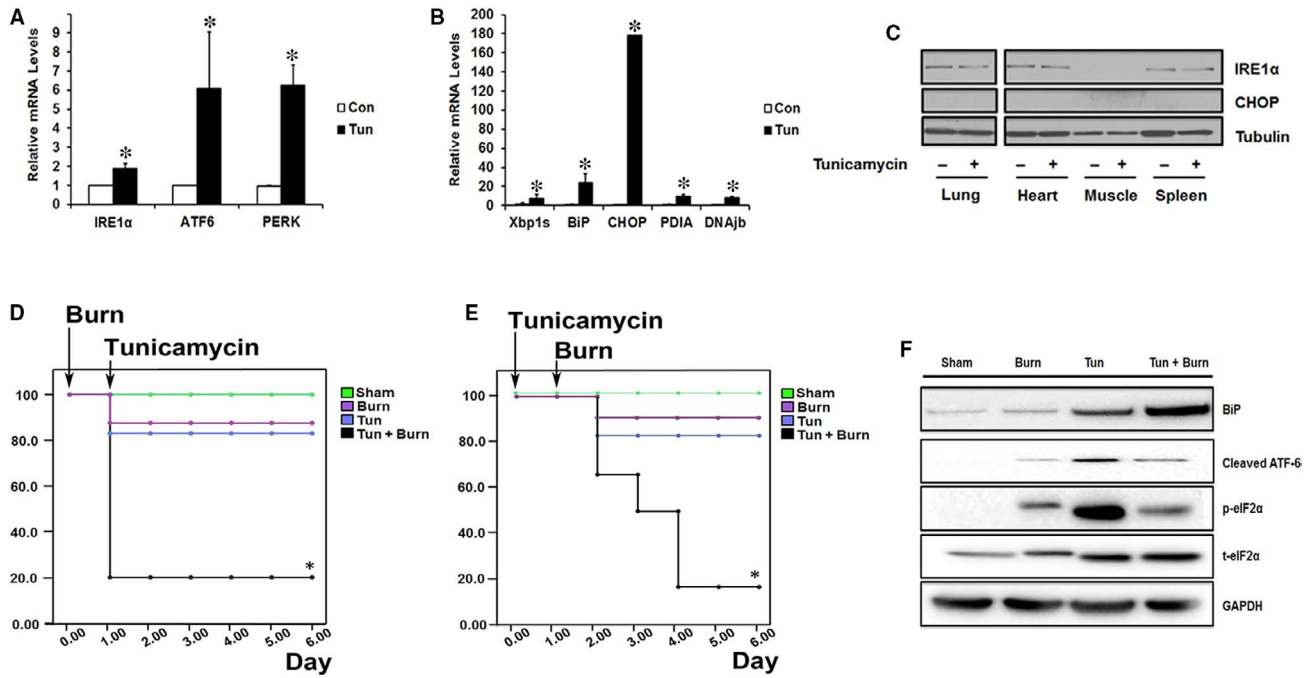 A
Relative mRNA Levels
9
8
7
6
5
4
3
2
1
0
*
*
*
IRE1α ATF6 PERK
Con
Tun
B
Relative mRNA Levels
200
180
160
140
120
100
80
60
40
20
0
*
*
*
*
*
Xbp1s BiP CHOP PDIA DNAjb
Con
Tun
C
IRE1α
CHOP
Tubulin
Tunicamycin – + – + – + – +
Lung Heart Muscle Spleen
D
Burn
Tunicamycin
100
80.0
60.0
40.0
20.0
0
*
0.00 1.00 2.00 3.00 4.00 5.00 6.00
Day
Sham
Burn
Tun
Tun + Burn
E
Tunicamycin
Burn
100
80.0
60.0
40.0
20.0
0
*
0.00 1.00 2.00 3.00 4.00 5.00 6.00
Day
Sham
Burn
Tun
Tun + Burn
F
Sham Burn Tun Tun + Burn
BiP
Cleaved ATF-6
p-eIF2α
t-eIF2α
GAPDH